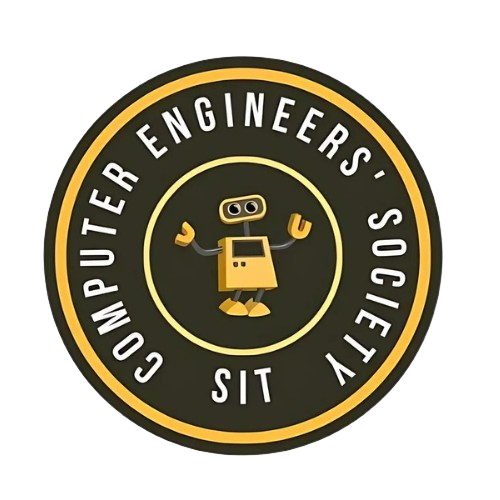 COMPUTER ENGINEERS' SOCIETY
SIT